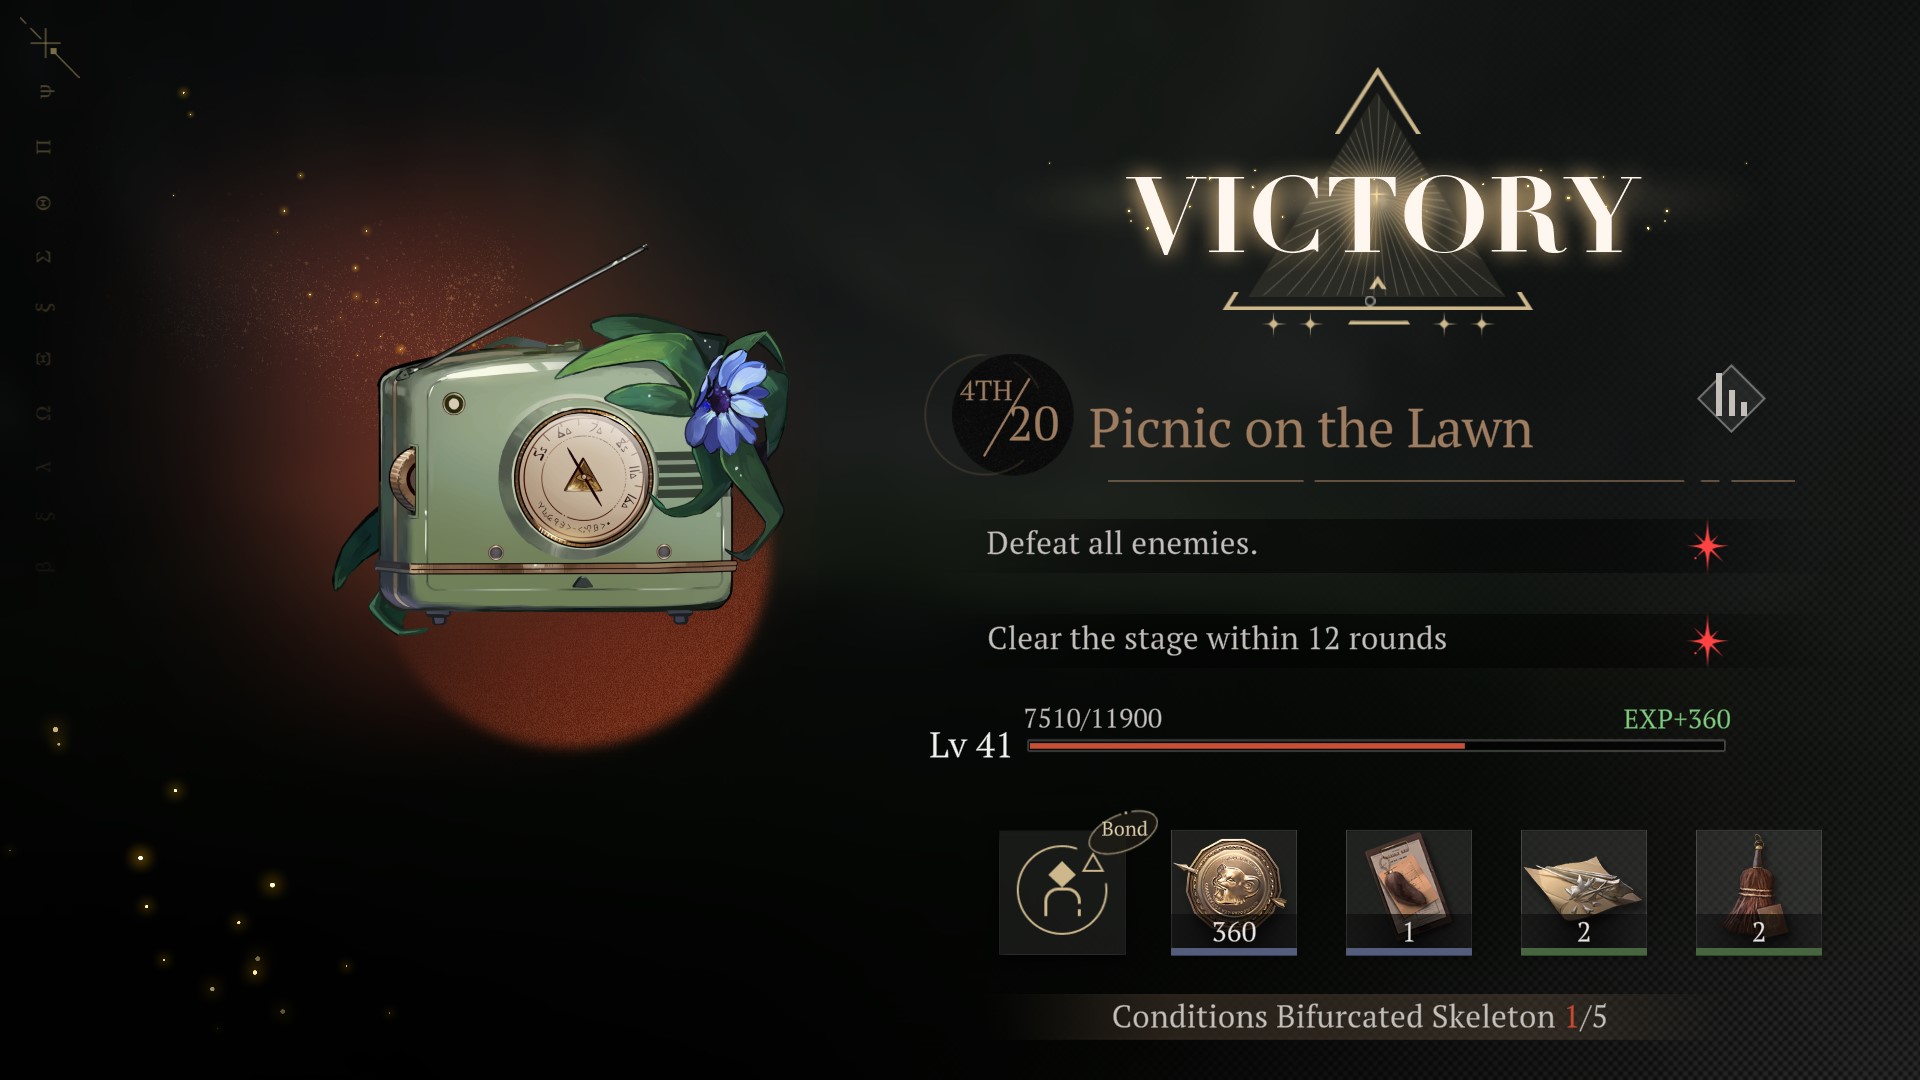 ψ
Π
Θ
Σ
ξ
Ξ
Ω
λ
ξ
β
VICTORY
4TH/20 Picnic on the Lawn
Defeat all enemies.
Clear the stage within 12 rounds
7510/11900 EXP+360
Lv 41
Bond
360 1 2 2
Conditions Bifurcated Skeleton 1/5